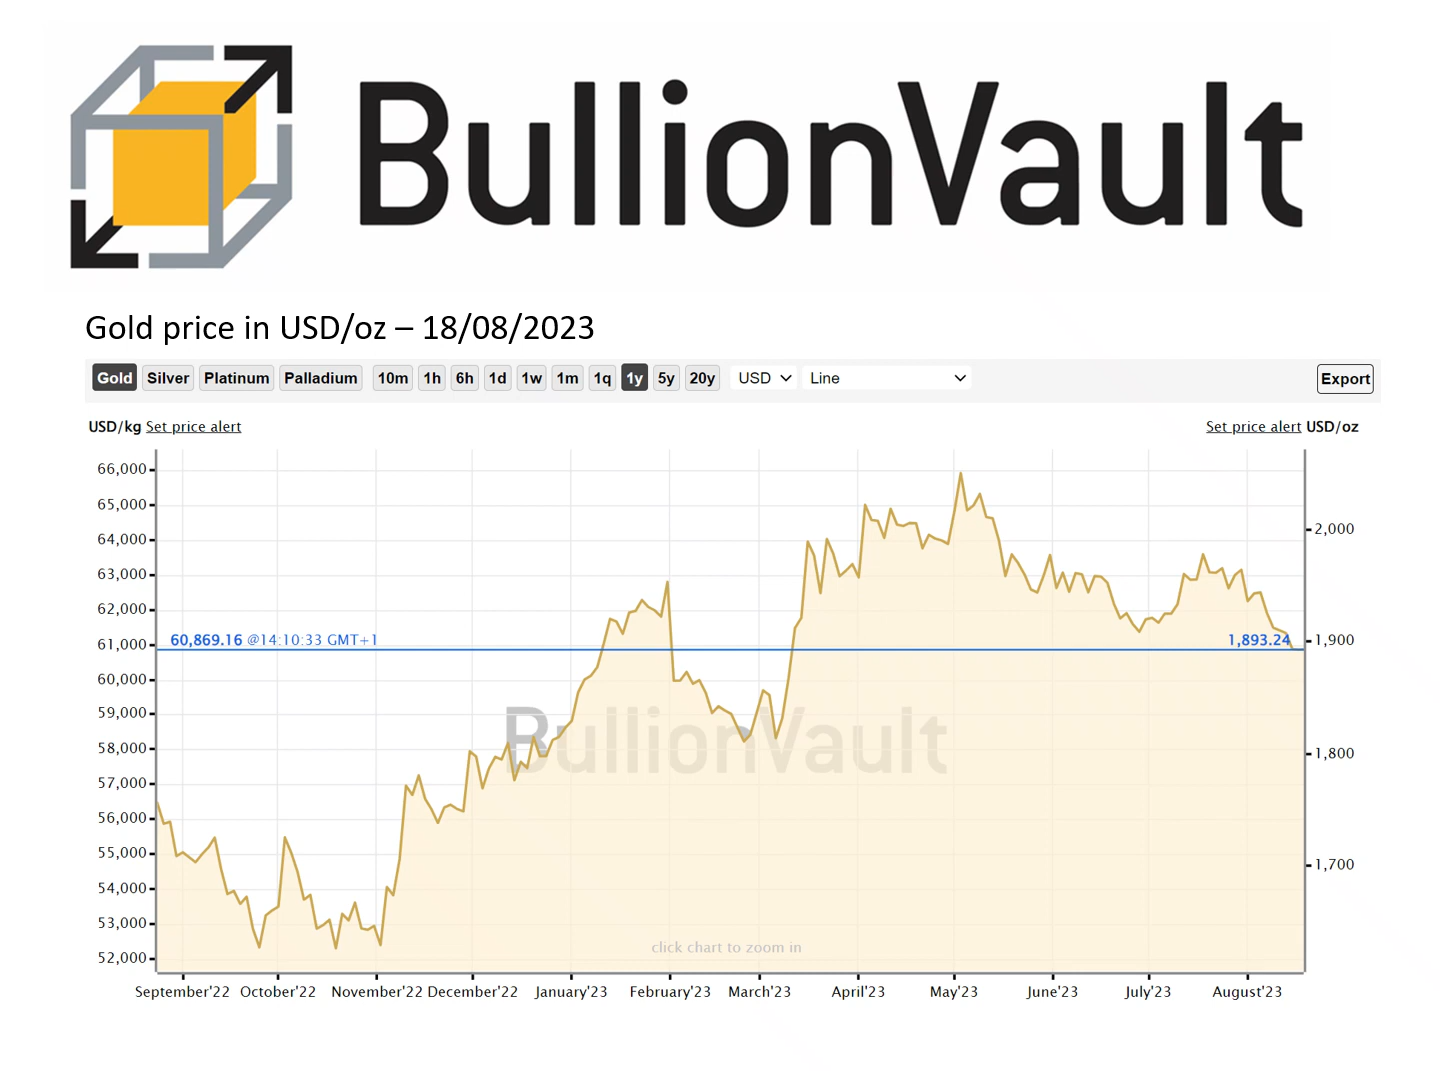 BullionVault
Gold price in USD/oz – 18/08/2023
Gold Silver Platinum Palladium 10m 1h 6h 1d 1w 1m 1q 1y 5y 20y USD Line Export
USD/kg Set price alert Set price alert USD/oz
66,000
65,000
2,000
64,000
63,000
62,000
60,869.16 @14:10:33 GMT+1 1,893.24
1,900
61,000
60,000
59,000
BullionVault
58,000
1,800
57,000
56,000
55,000
1,700
54,000
53,000
click chart to zoom in
52,000
September'22 October'22 November'22 December'22 January'23 February'23 March'23 April'23 May'23 June'23 July'23 August'23